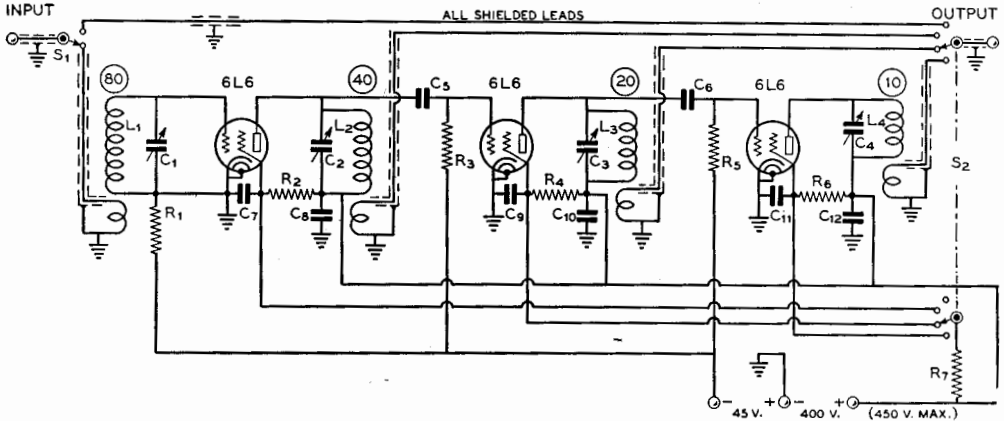 INPUT
ALL SHIELDED LEADS
OUTPUT
S1
80
6L6
40
C5
6L6
20
C6
6L6
10
L1
C1
L2
C2
R3
L3
C3
R5
L4
C4
S2
R1
C7
R2
C8
C9
R4
C10
C11
R6
C12
R7
- 45 V. + - 400 V. + (450 V. MAX.)